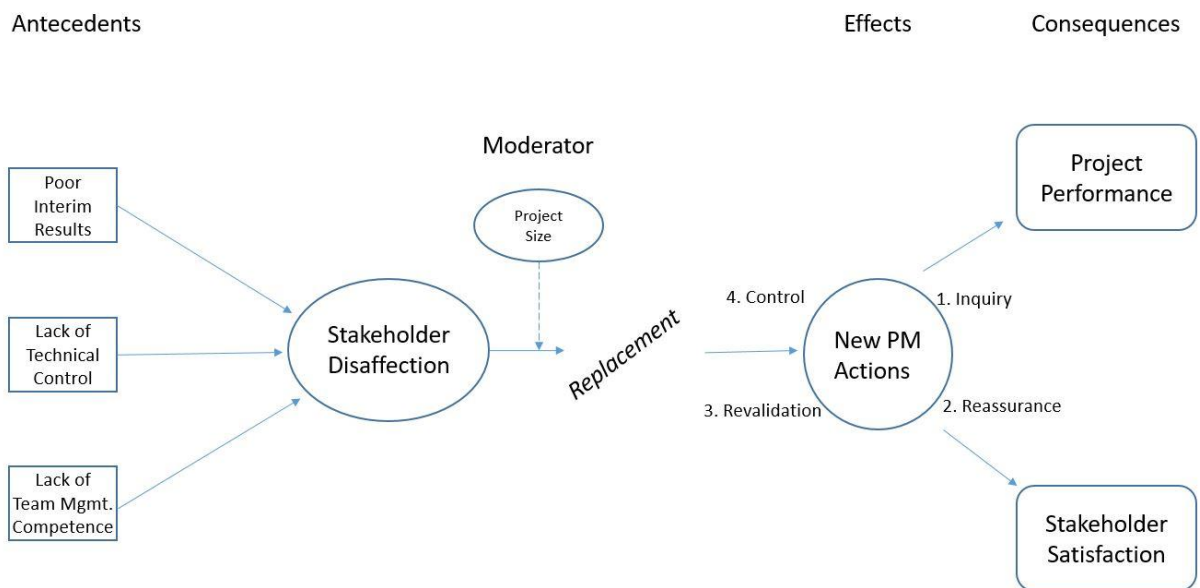 Antecedents
Effects
Consequences
Moderator
Poor
Interim
Results
Project
Size
Project
Performance
Lack of
Technical
Control
Stakeholder
Disaffection
Replacement
4. Control
1. Inquiry
New PM
Actions
3. Revalidation
2. Reassurance
Lack of
Team Mgmt.
Competence
Stakeholder
Satisfaction